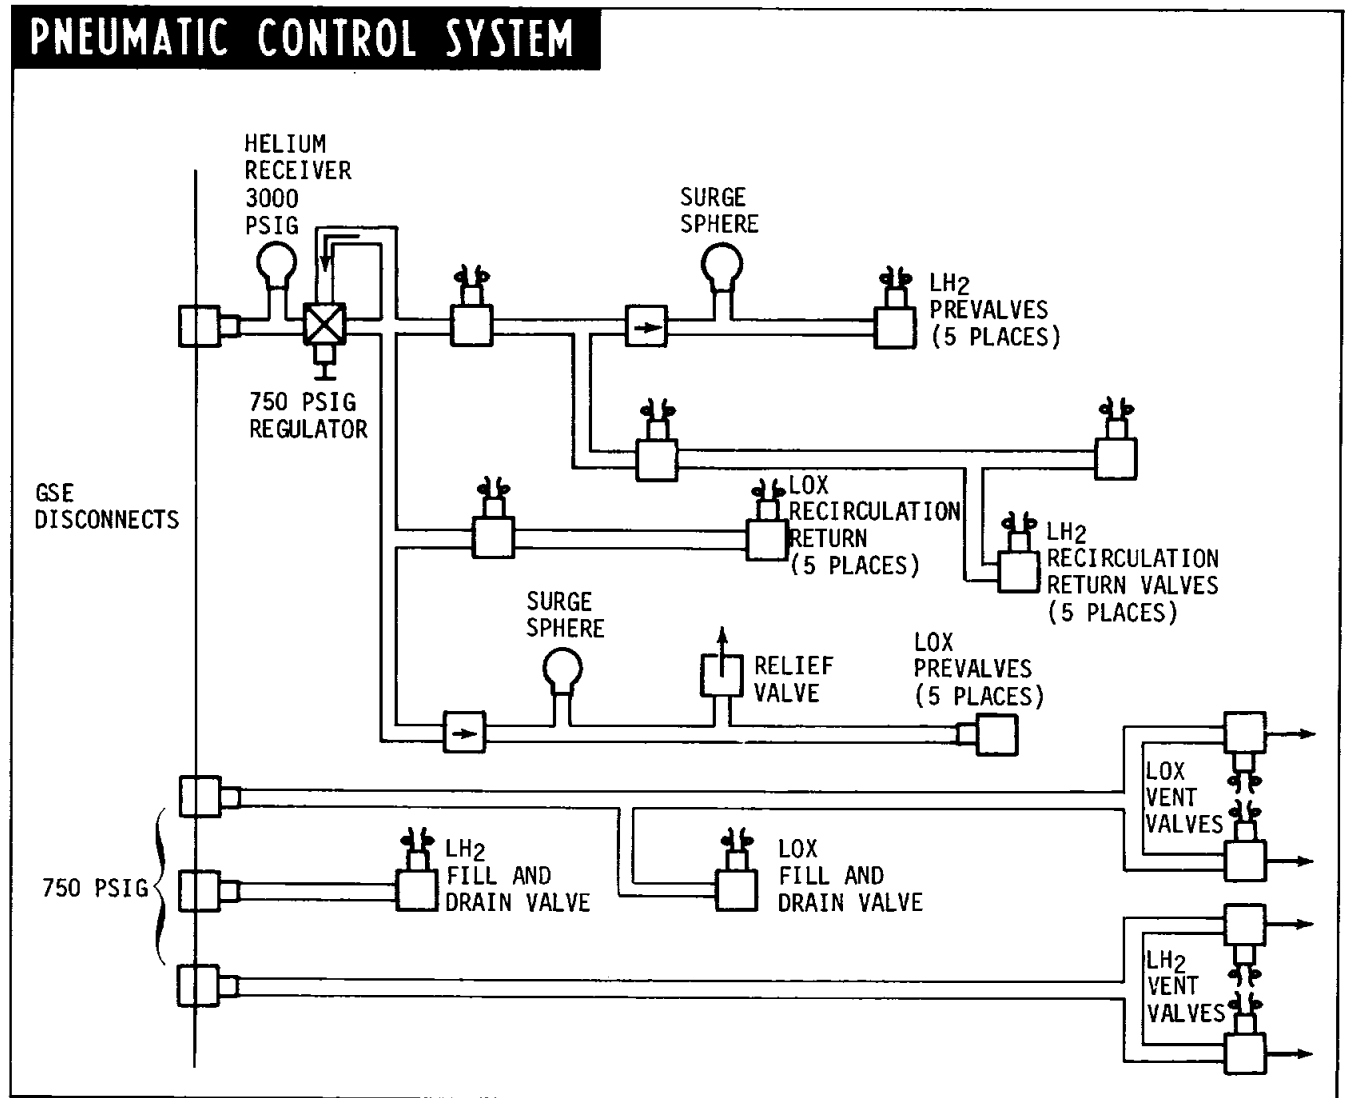 PNEUMATIC CONTROL SYSTEM
HELIUM
RECEIVER
3000
PSIG
SURGE
SPHERE
LH2
PREVALVES
(5 PLACES)
750 PSIG
REGULATOR
GSE
DISCONNECTS
LOX
RECIRCULATION
RETURN
(5 PLACES)
LH2
RECIRCULATION
RETURN VALVES
(5 PLACES)
SURGE
SPHERE
RELIEF
VALVE
LOX
PREVALVES
(5 PLACES)
LOX
VENT
VALVES
750 PSIG
LH2
FILL AND
DRAIN VALVE
LOX
FILL AND
DRAIN VALVE
LH2
VENT
VALVES